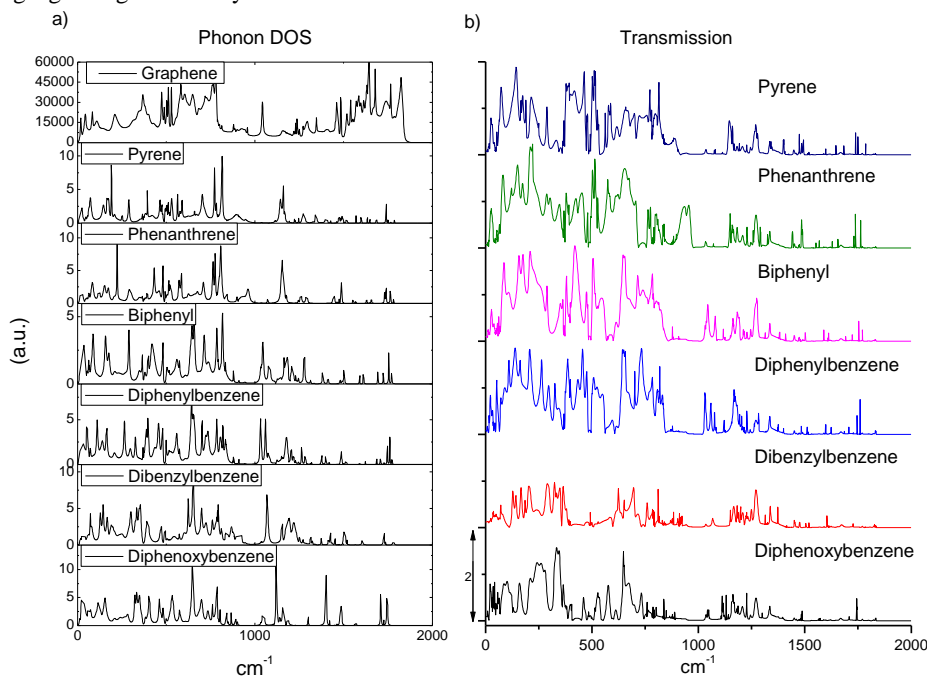 a)
Phonon DOS
60000
45000
30000
15000
0
Graphene
10
5
0
Pyrene
10
5
0
Phenanthrene
5
0
Biphenyl
5
0
Diphenylbenzene
10
5
0
Dibenzylbenzene
10
5
0
Diphenoxybenzene
(a.u.)
0 1000 2000
cm-1
b)
Transmission
Pyrene
Phenanthrene
Biphenyl
Diphenylbenzene
Dibenzylbenzene
Diphenoxybenzene
2
0 500 1000 1500 2000
cm-1